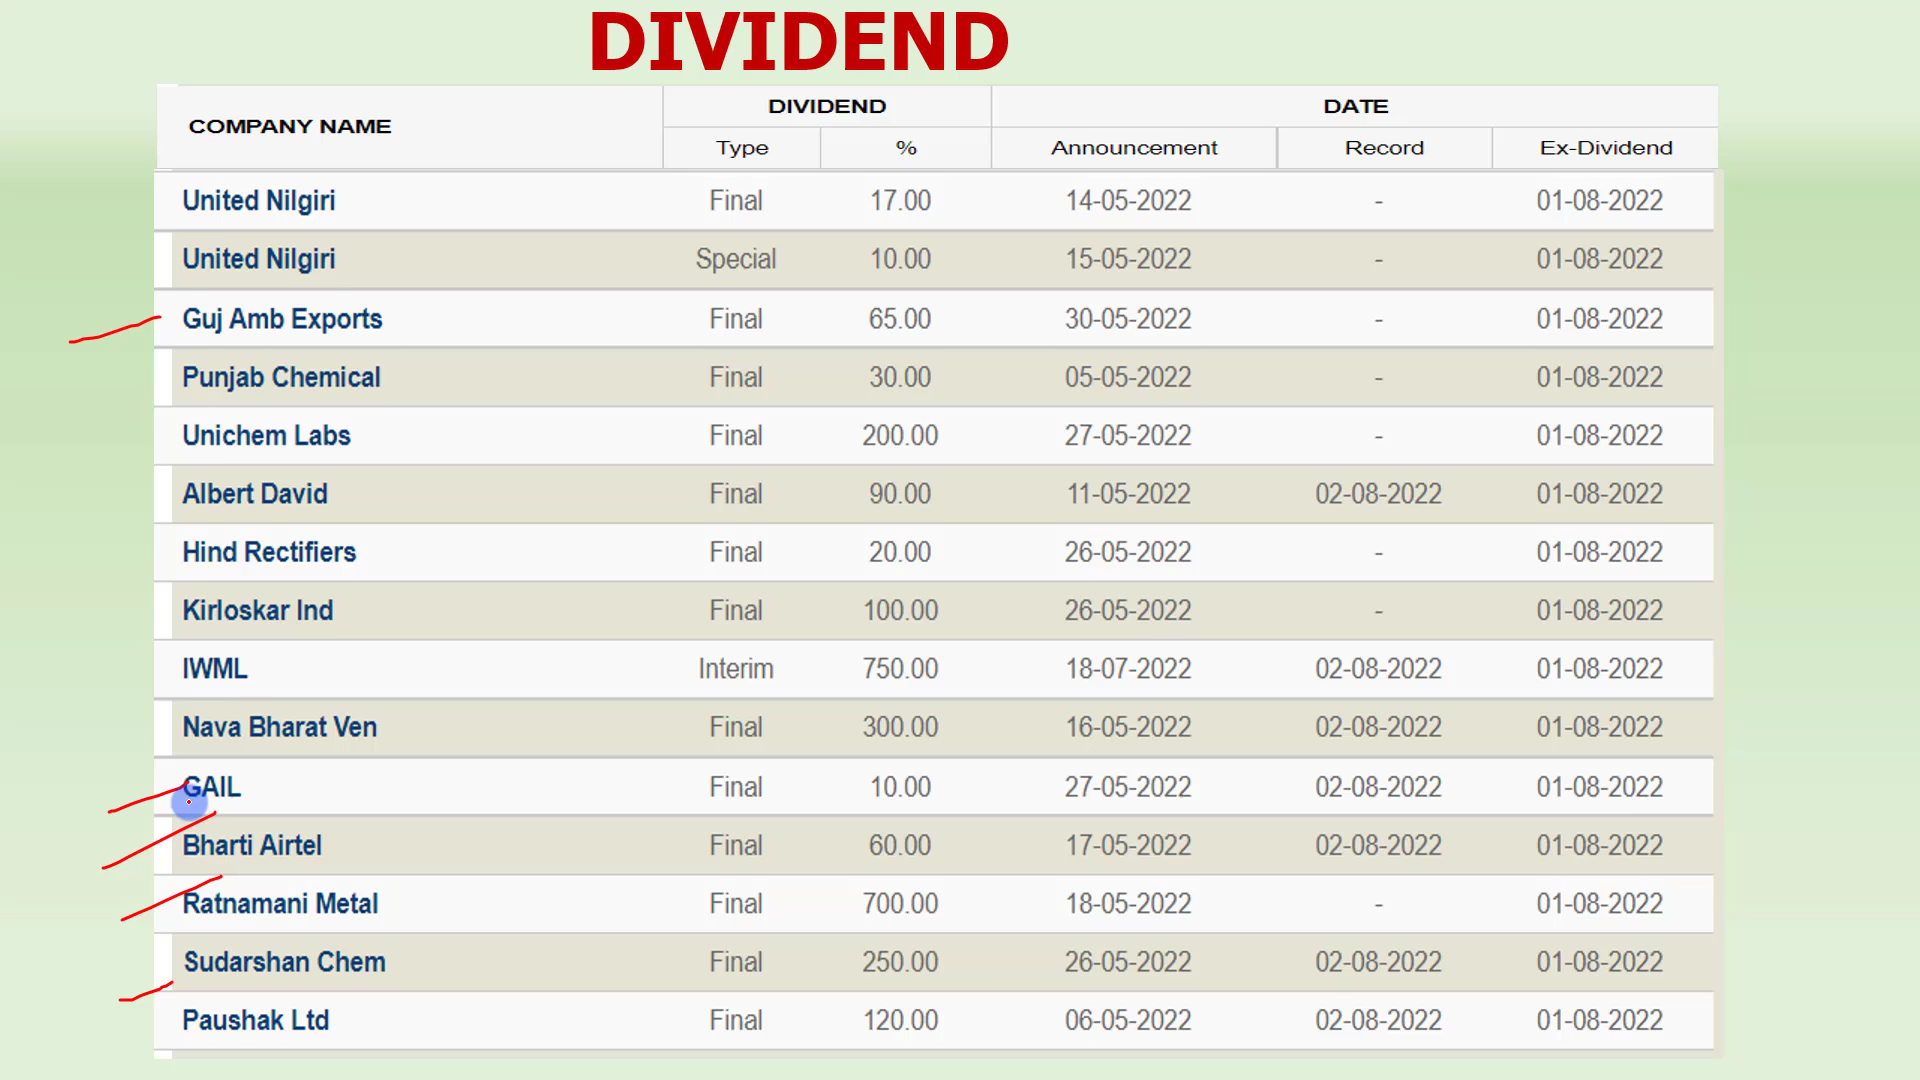 DIVIDEND
COMPANY NAME DIVIDEND DATE
Type % Announcement Record Ex-Dividend
United Nilgiri Final 17.00 14-05-2022 - 01-08-2022
United Nilgiri Special 10.00 15-05-2022 - 01-08-2022
Guj Amb Exports Final 65.00 30-05-2022 - 01-08-2022
Punjab Chemical Final 30.00 05-05-2022 - 01-08-2022
Unichem Labs Final 200.00 27-05-2022 - 01-08-2022
Albert David Final 90.00 11-05-2022 02-08-2022 01-08-2022
Hind Rectifiers Final 20.00 26-05-2022 - 01-08-2022
Kirloskar Ind Final 100.00 26-05-2022 - 01-08-2022
IWML Interim 750.00 18-07-2022 02-08-2022 01-08-2022
Nava Bharat Ven Final 300.00 16-05-2022 02-08-2022 01-08-2022
GAIL Final 10.00 27-05-2022 02-08-2022 01-08-2022
Bharti Airtel Final 60.00 17-05-2022 02-08-2022 01-08-2022
Ratnamani Metal Final 700.00 18-05-2022 - 01-08-2022
Sudarshan Chem Final 250.00 26-05-2022 02-08-2022 01-08-2022
Paushak Ltd Final 120.00 06-05-2022 02-08-2022 01-08-2022